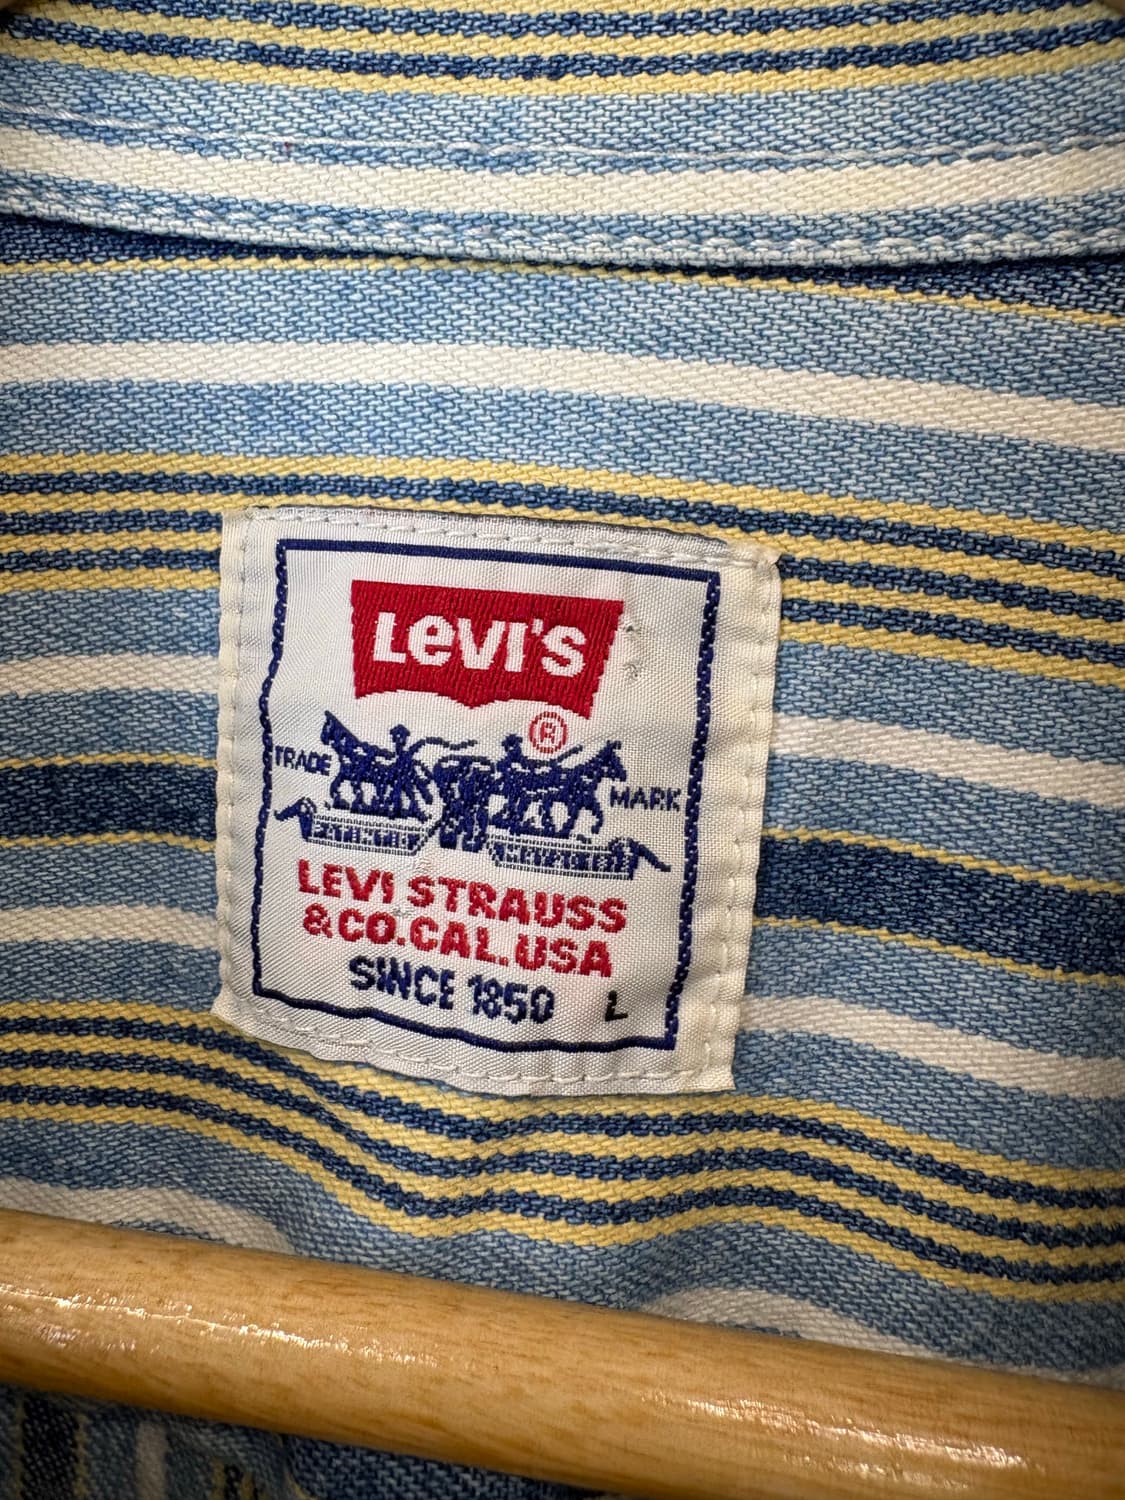 LEVI'S
®
TRADE MARK
LEVI STRAUSS
&CO.CAL.USA
SINCE 1850 L